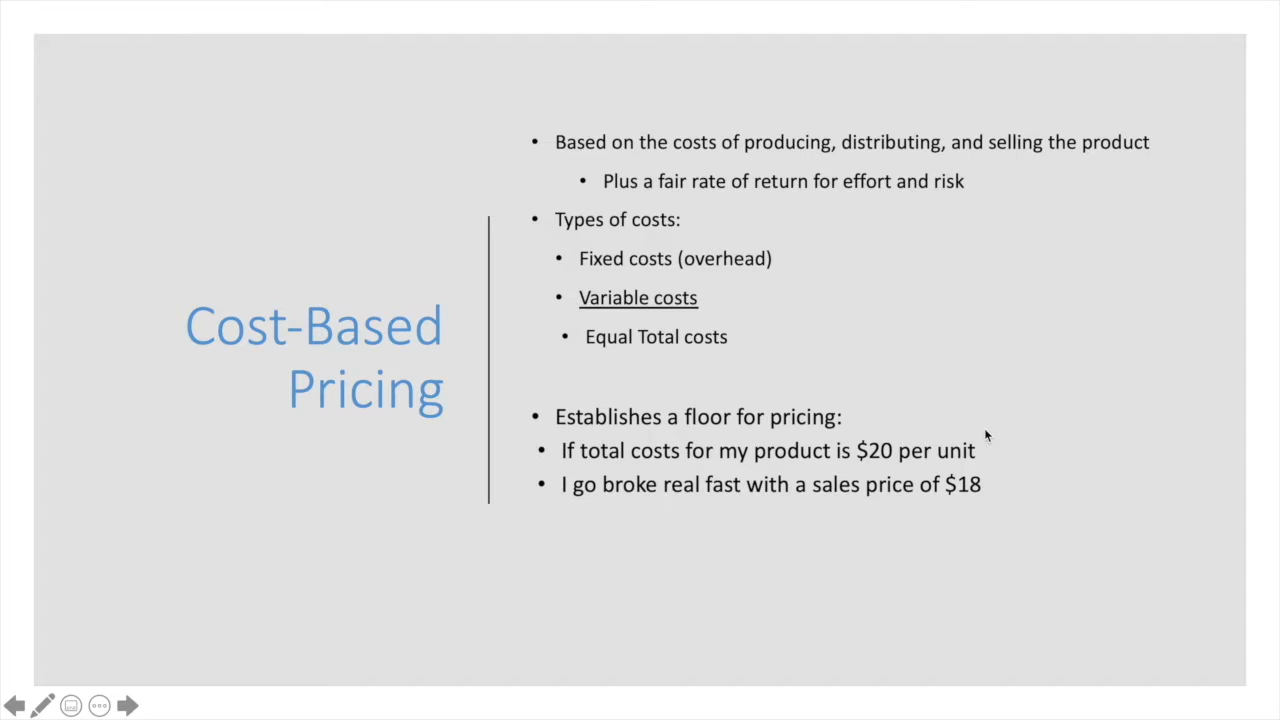 Cost-Based
Pricing
• Based on the costs of producing, distributing, and selling the product
• Plus a fair rate of return for effort and risk
• Types of costs:
• Fixed costs (overhead)
• Variable costs
• Equal Total costs
• Establishes a floor for pricing:
• If total costs for my product is $20 per unit
• I go broke real fast with a sales price of $18